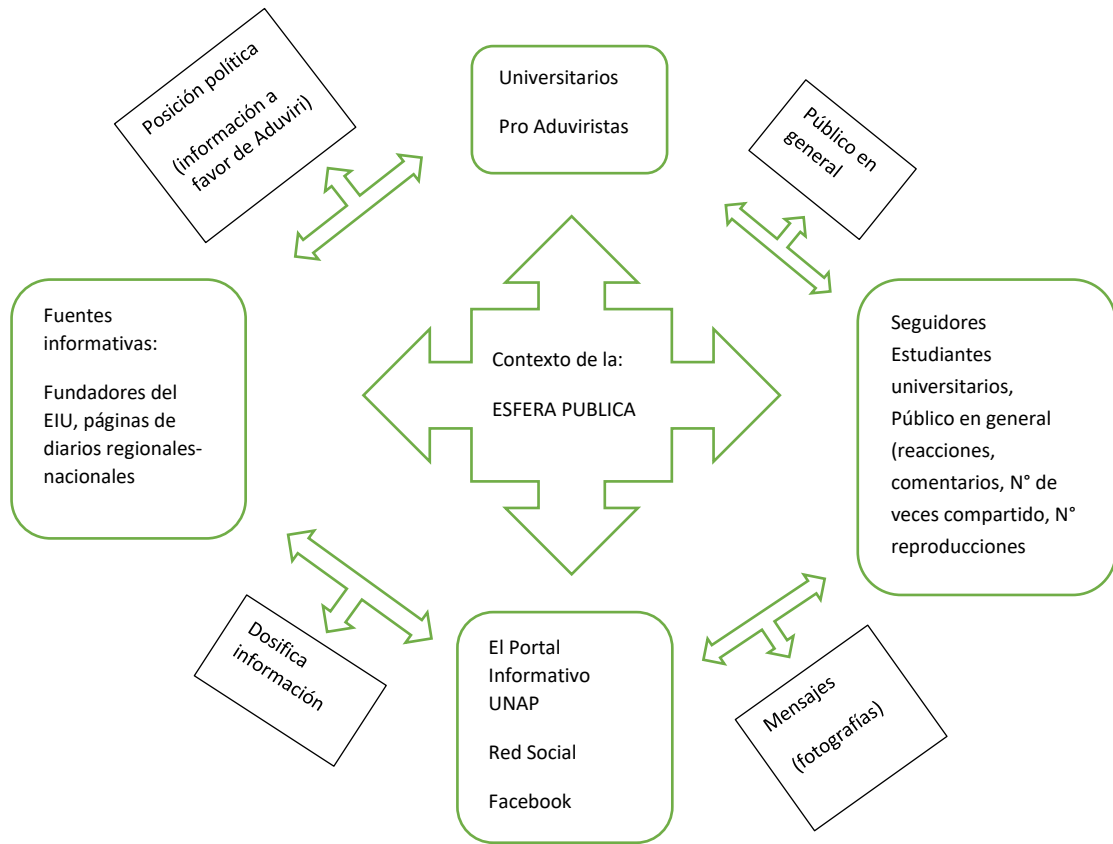 Posición política
(información a
favor de Aduviri)
Universitarios
Pro Aduviristas
Público en
general
Fuentes
informativas:
Fundadores del
EIU, páginas de
diarios regionales-
nacionales
Contexto de la:
ESFERA PUBLICA
Seguidores
Estudiantes
universitarios,
Público en general
(reacciones,
comentarios, N° de
veces compartido, N°
reproducciones
Dosifica
información
El Portal
Informativo
UNAP
Red Social
Facebook
Mensajes
(fotografías)